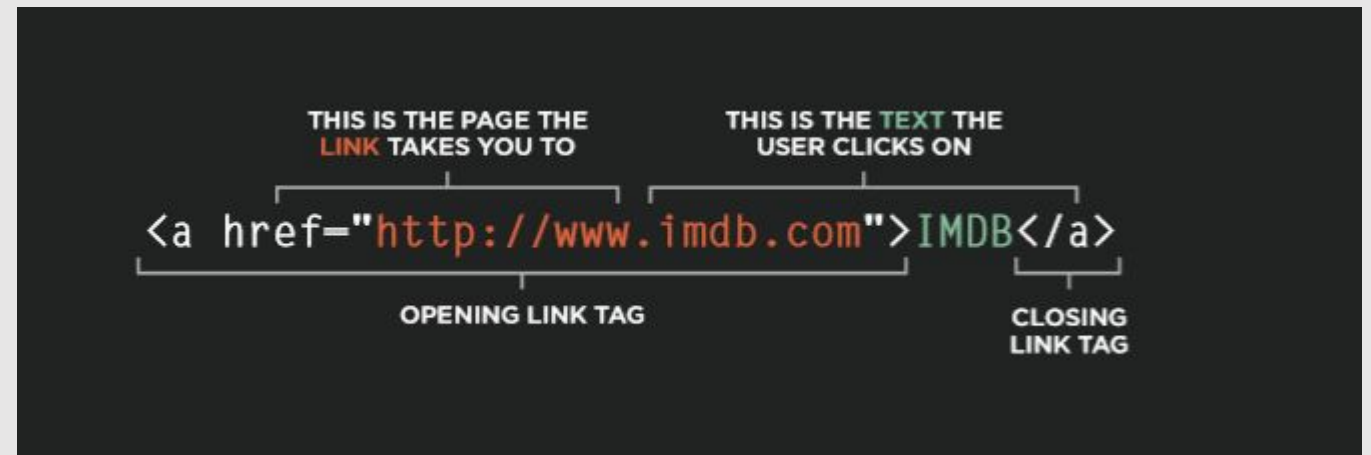 THIS IS THE PAGE THE
LINK TAKES YOU TO
THIS IS THE TEXT THE
USER CLICKS ON
<a href="http://www.imdb.com">IMDB</a>
OPENING LINK TAG
CLOSING
LINK TAG